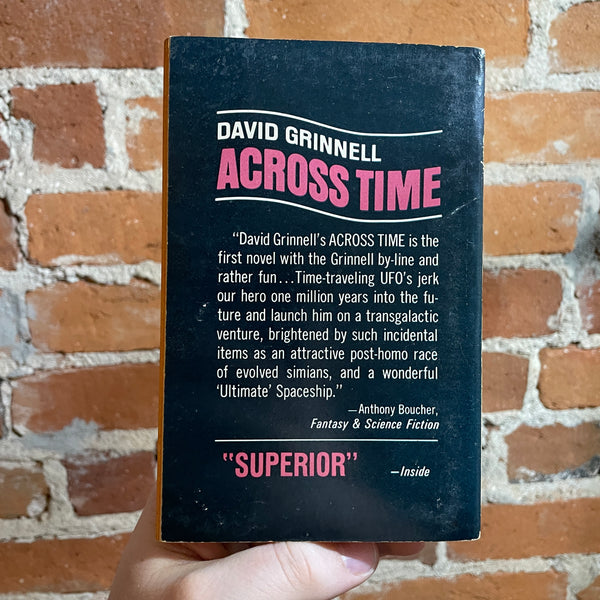 DAVID GRINNELL
ACROSS TIME
"David Grinnell's ACROSS TIME is the
first novel with the Grinnell by-line and
rather fun...Time-traveling UFO's jerk
our hero one million years into the fu-
ture and launch him on a transgalactic
venture, brightened by such incidental
items as an attractive post-homo race
of evolved simians, and a wonderful
'Ultimate' Spaceship."
—Anthony Boucher,
Fantasy & Science Fiction
"SUPERIOR" —Inside